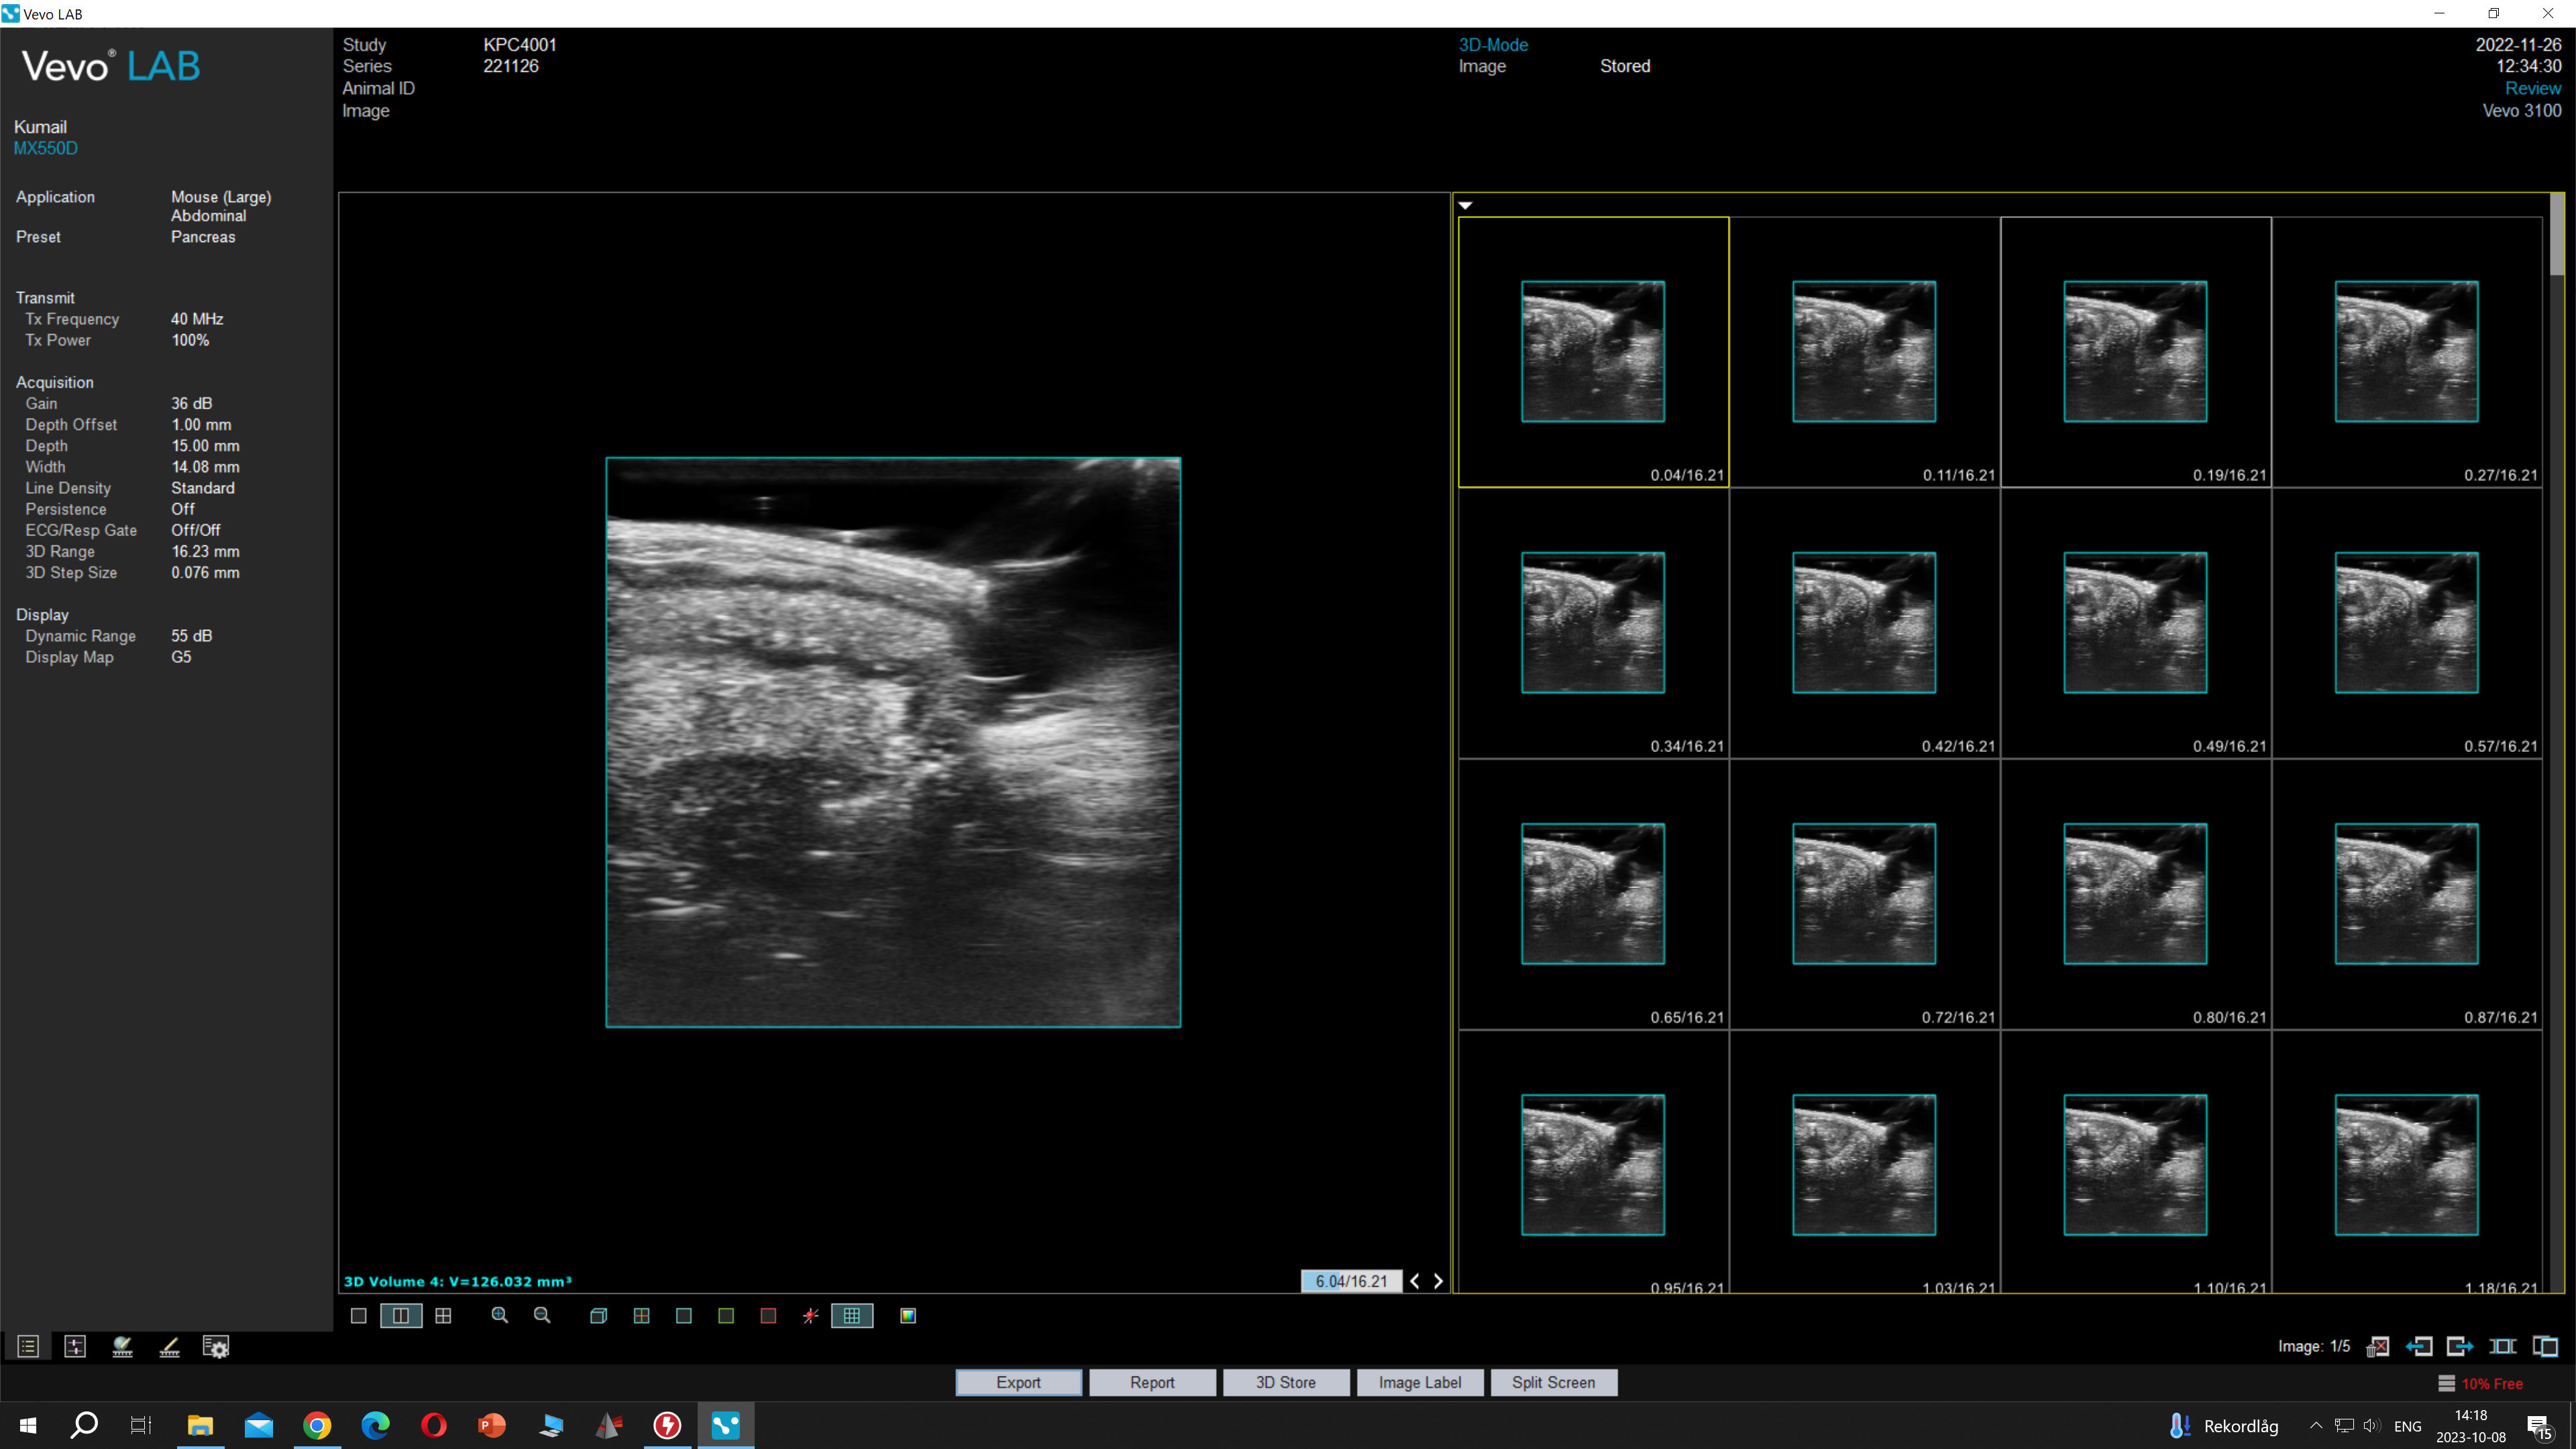 Vevo LAB
Vevo® LAB
Kumail
MX550D
Application Mouse (Large)
Abdominal
Preset Pancreas
Transmit
Tx Frequency 40 MHz
Tx Power 100%
Acquisition
Gain 36 dB
Depth Offset 1.00 mm
Depth 15.00 mm
Width 14.08 mm
Line Density Standard
Persistence Off
ECG/Resp Gate Off/Off
3D Range 16.23 mm
3D Step Size 0.076 mm
Display
Dynamic Range 55 dB
Display Map G5
Study KPC4001
Series 221126
Animal ID
Image
3D-Mode
Image Stored
2022-11-26
12:34:30
Review
Vevo 3100
0.04/16.21 0.11/16.21 0.19/16.21 0.27/16.21
0.34/16.21 0.42/16.21 0.49/16.21 0.57/16.21
0.65/16.21 0.72/16.21 0.80/16.21 0.87/16.21
0.95/16.21 1.03/16.21 1.10/16.21 1.18/16.21
3D Volume 4: V=126.032 mm³
6.04/16.21
Image: 1/5
Export Report 3D Store Image Label Split Screen
10% Free
Rekordlåg
ENG
14:18
2023-10-08
15